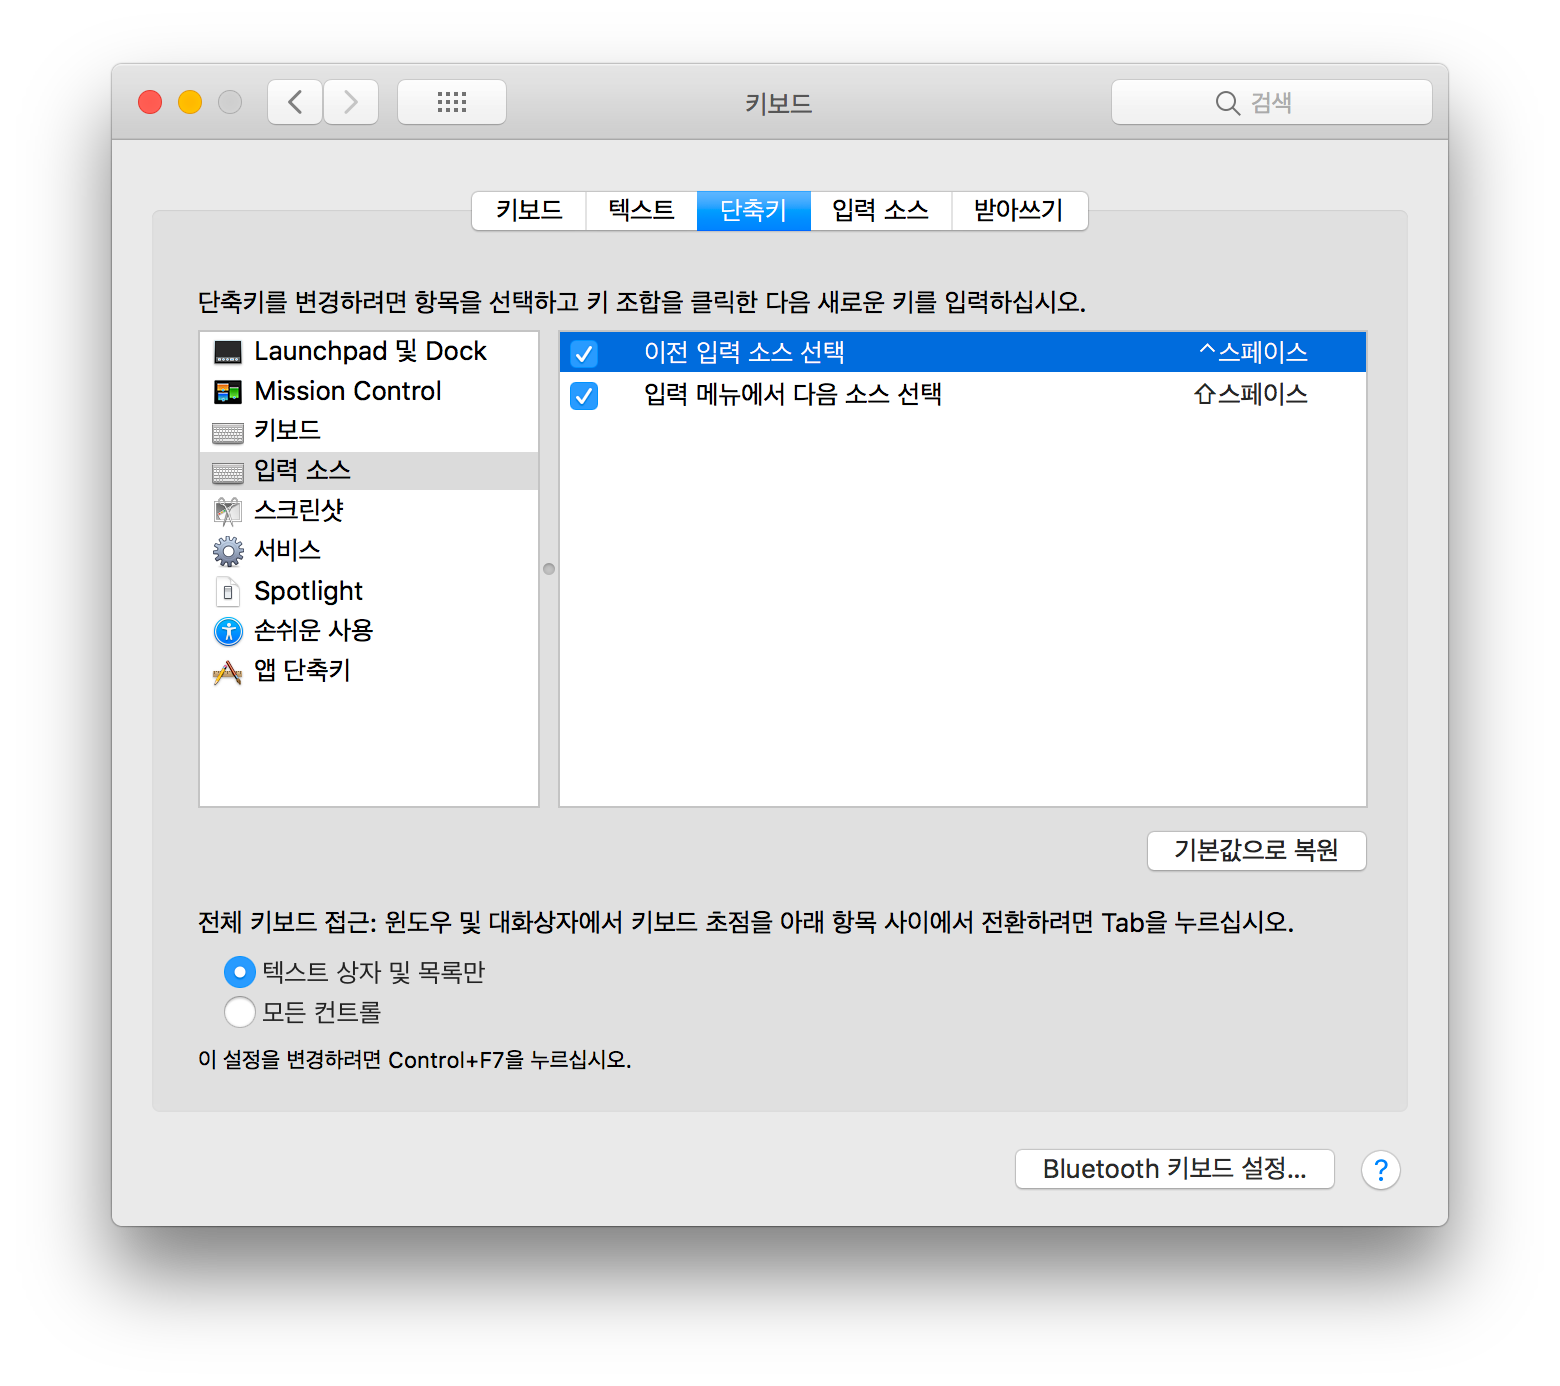 키보드
검색
키보드 텍스트 단축키 입력 소스 받아쓰기
단축키를 변경하려면 항목을 선택하고 키 조합을 클릭한 다음 새로운 키를 입력하십시오.
Launchpad 및 Dock
Mission Control
키보드
입력 소스
스크린샷
서비스
Spotlight
손쉬운 사용
앱 단축키
이전 입력 소스 선택 ^스페이스
입력 메뉴에서 다음 소스 선택 ⇧스페이스
기본값으로 복원
전체 키보드 접근: 윈도우 및 대화상자에서 키보드 초점을 아래 항목 사이에서 전환하려면 Tab을 누르십시오.
텍스트 상자 및 목록만
모든 컨트롤
이 설정을 변경하려면 Control+F7을 누르십시오.
Bluetooth 키보드 설정...
?